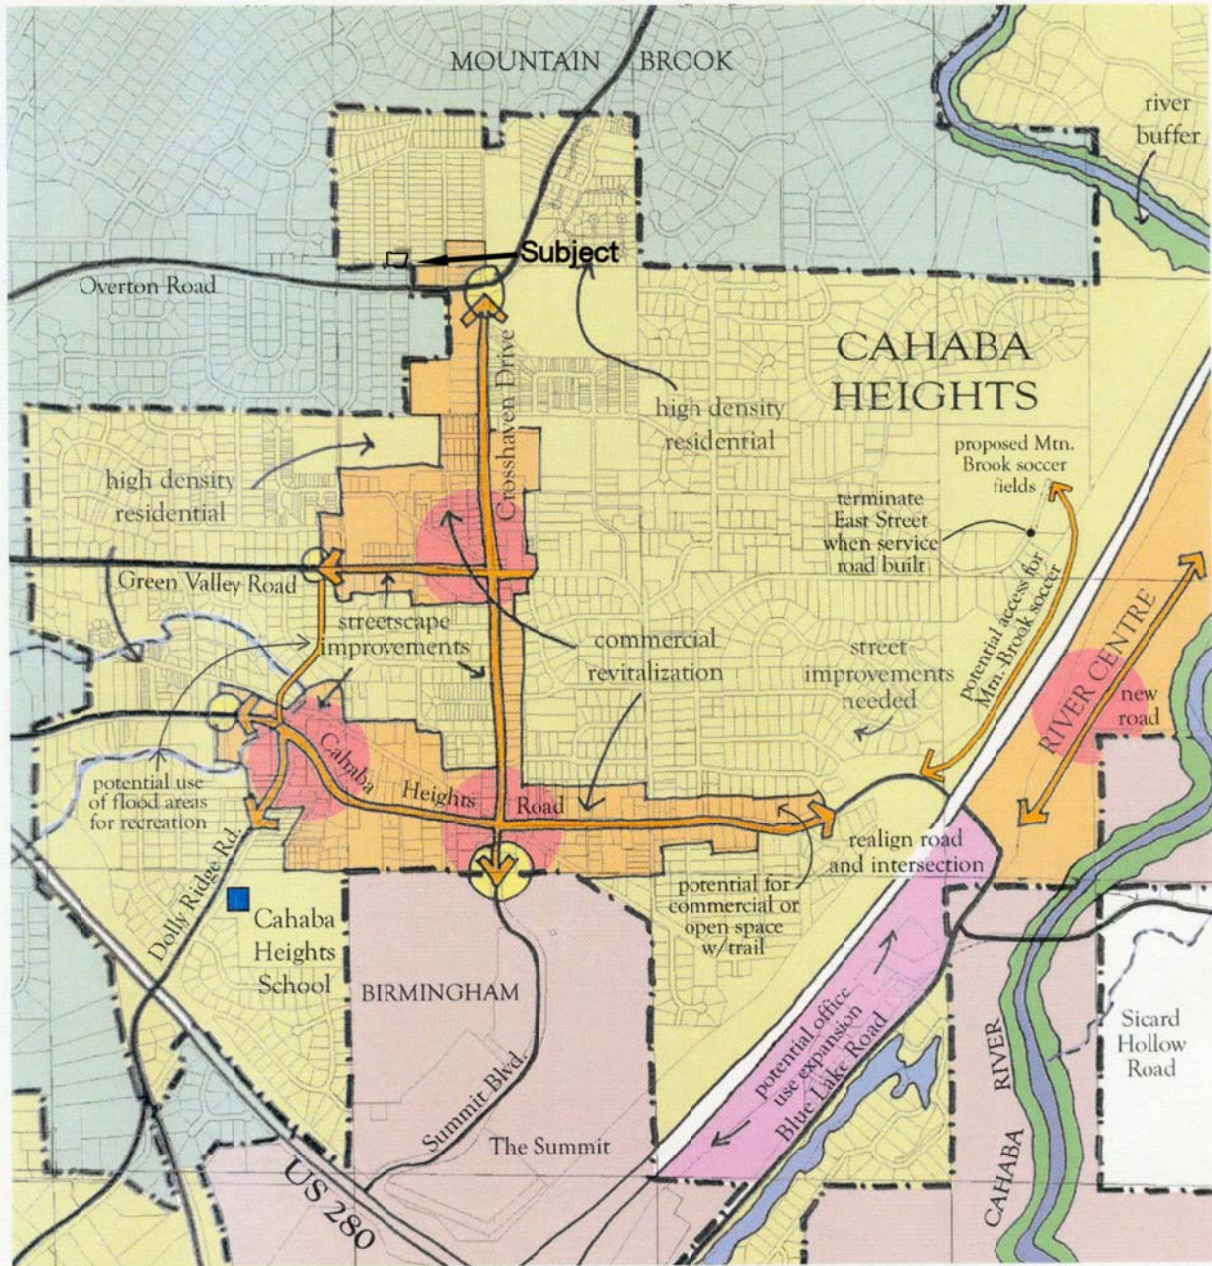 MOUNTAIN BRCOK
river
buffer
Subject
Overton Road
CAHABA
HEIGHTS
Crosshaven Drive
high density
residential
proposed Mtn.
Brook soccer
fields
high density
residential
terminate
East Street
when service
road built
Green Valley Road
potential access for
Mtn. Brook soccer
streetscape
improvements
commercial
revitalization
street
improvements
needed
RIVER CENTRE
new
road
Cahaba Heights Road
potential use
of flood areas
for recreation
realign road
and intersection
Dolly Ridge Rd.
potential for
commercial or
open space
w/trail
Cahaba
Heights
School
BIRMINGHAM
potential office
use expansion
Blue Lake Road
Sicard
Hollow
Road
Summit Blvd.
The Summit
CAHABA RIVER
US 280